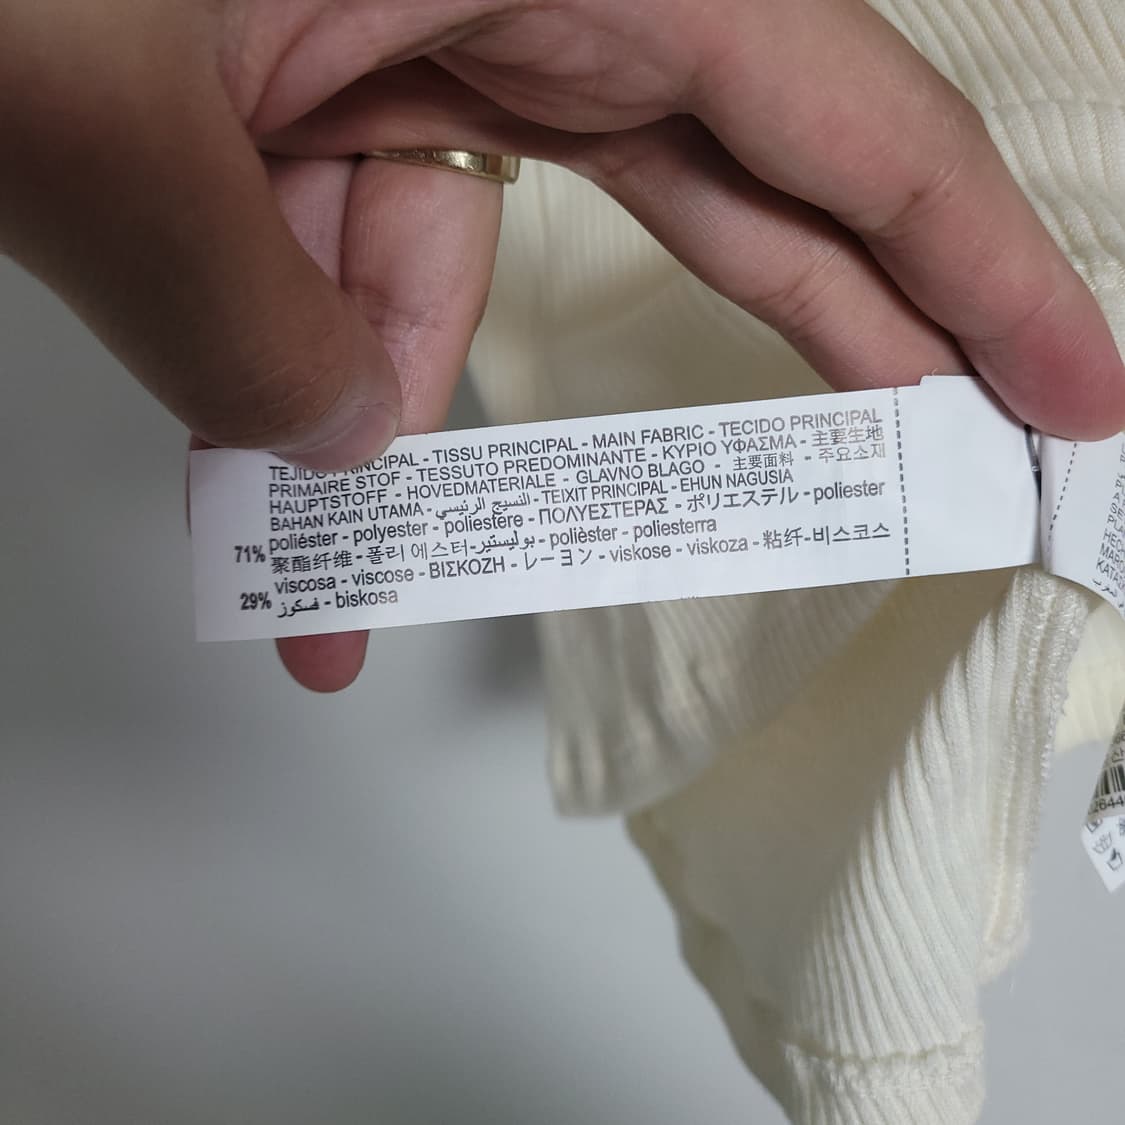 TEJIDO PRINCIPAL - TISSU PRINCIPAL - MAIN FABRIC - TECIDO PRINCIPAL
PRIMAIRE STOF - TESSUTO PREDOMINANTE - ΚΥΡΙΟ ΥΦΑΣΜΑ - 主要生地
HAUPTSTOFF - HOVEDMATERIALE - GLAVNO BLAGO - 主要面料 - 주요소재
BAHAN KAIN UTAMA - النسيج الرئيسي - TEIXIT PRINCIPAL - EHUN NAGUSIA
71% poliéster - polyester - poliestere - ΠΟΛΥΕΣΤΕΡΑΣ - ポリエステル - poliester
聚酯纤维 - 폴리 에스터 - بوليستير - polièster - poliesterra
viscosa - viscose - ΒΙΣΚΟΖΗ - レーヨン - viskose - viskoza - 粘纤 - 비스코스
29% فسكوز - biskosa